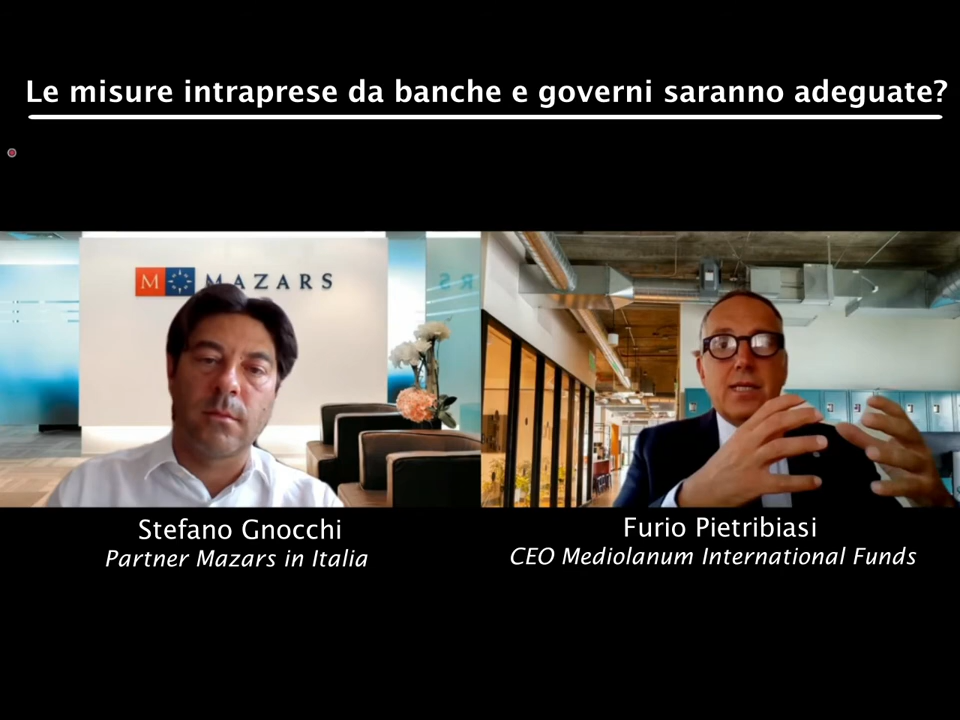 Le misure intraprese da banche e governi saranno adeguate?
M MAZARS
Stefano Gnocchi
Partner Mazars in Italia
Furio Pietribiasi
CEO Mediolanum International Funds